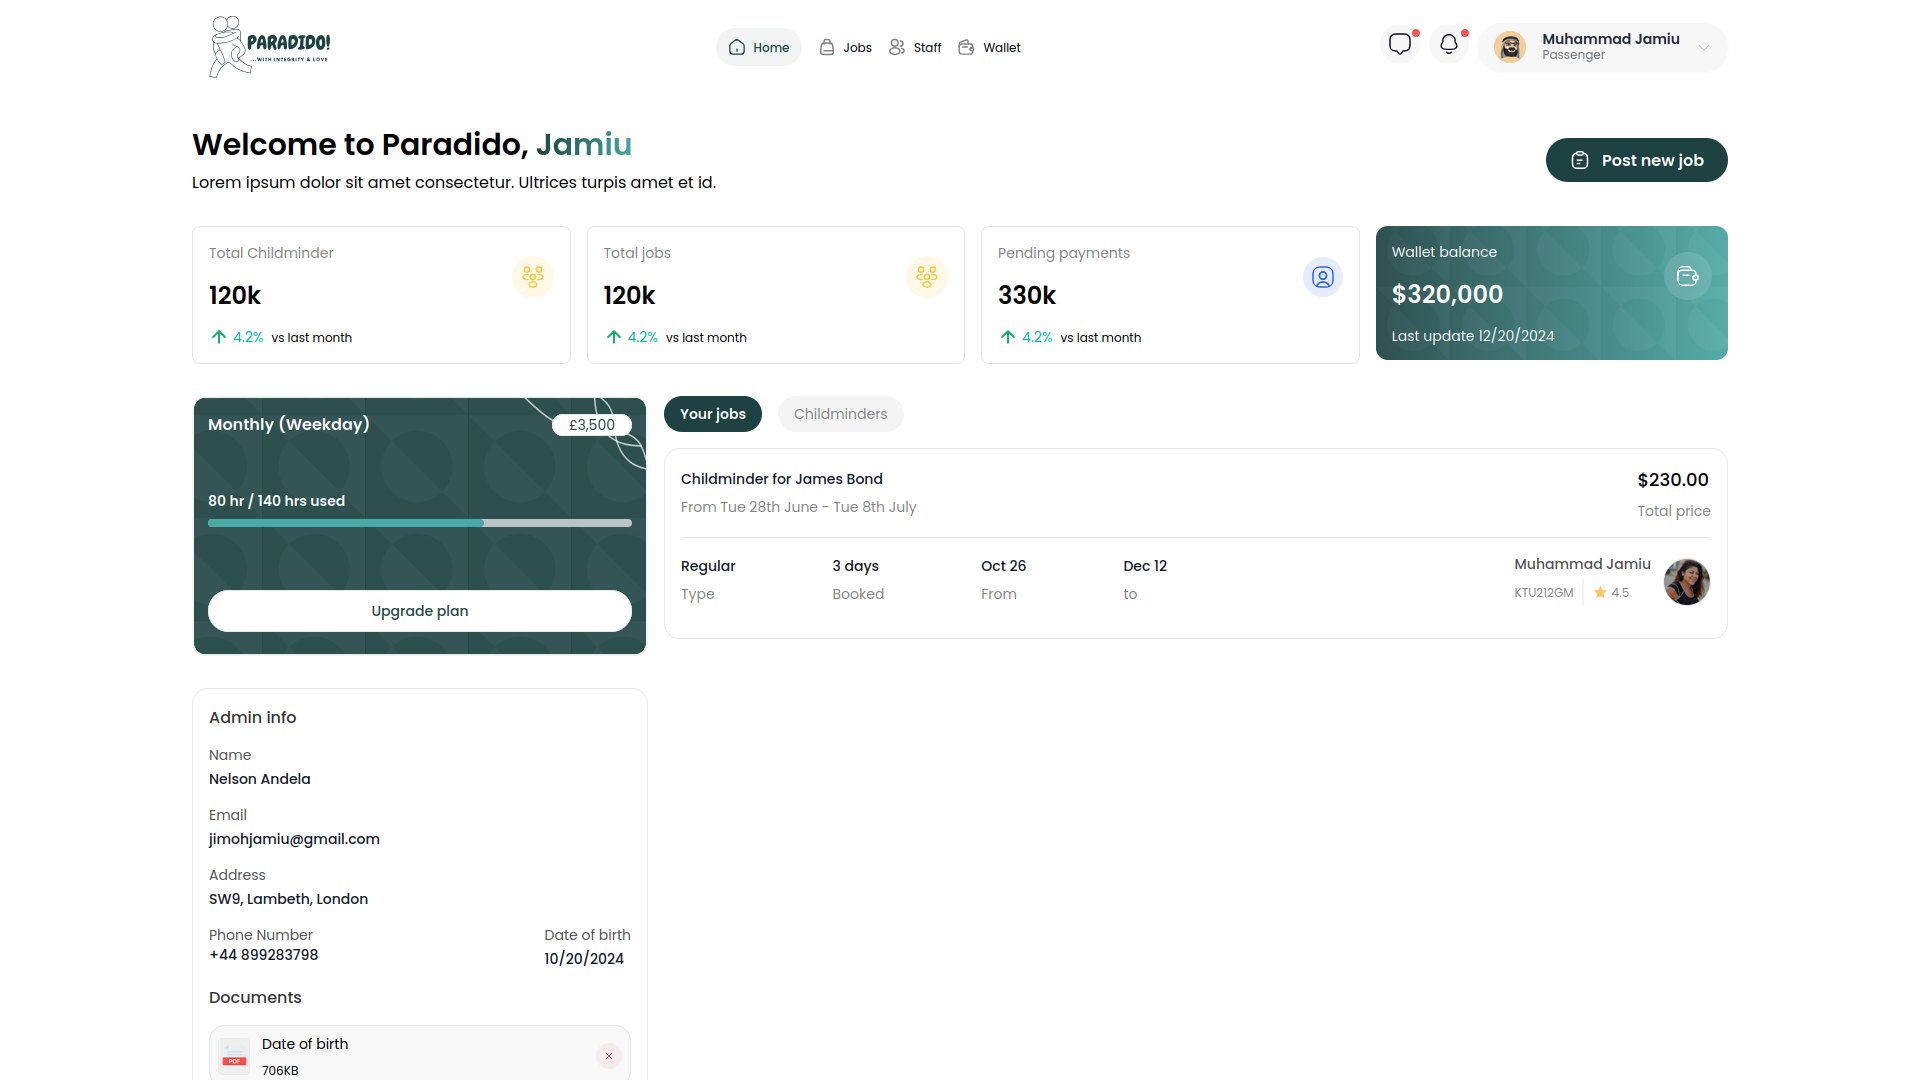 PARADIDO!
...WITH INTEGRITY & LOVE
Home
Jobs
Staff
Wallet
Muhammad Jamiu
Passenger
Welcome to Paradido, Jamiu
Lorem ipsum dolor sit amet consectetur. Ultrices turpis amet et id.
Post new job
Total Childminder
120k
4.2% vs last month
Total jobs
120k
4.2% vs last month
Pending payments
330k
4.2% vs last month
Wallet balance
$320,000
Last update 12/20/2024
Monthly (Weekday)
£3,500
80 hr / 140 hrs used
Upgrade plan
Your jobs
Childminders
Childminder for James Bond
From Tue 28th June - Tue 8th July
$230.00
Total price
Regular
Type
3 days
Booked
Oct 26
From
Dec 12
to
Muhammad Jamiu
KTU212GM
4.5
Admin info
Name
Nelson Andela
Email
jimohjamiu@gmail.com
Address
SW9, Lambeth, London
Phone Number
+44 899283798
Date of birth
10/20/2024
Documents
PDF
Date of birth
706KB